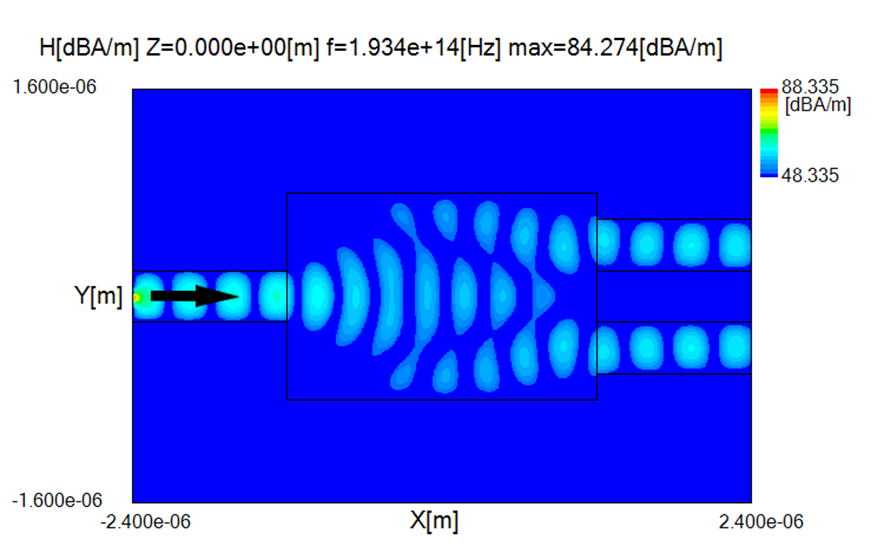 H[dBA/m] Z=0.000e+00[m] f=1.934e+14[Hz] max=84.274[dBA/m]
1.600e-06
88.335
[dBA/m]
48.335
Y[m]
-1.600e-06
-2.400e-06
X[m]
2.400e-06